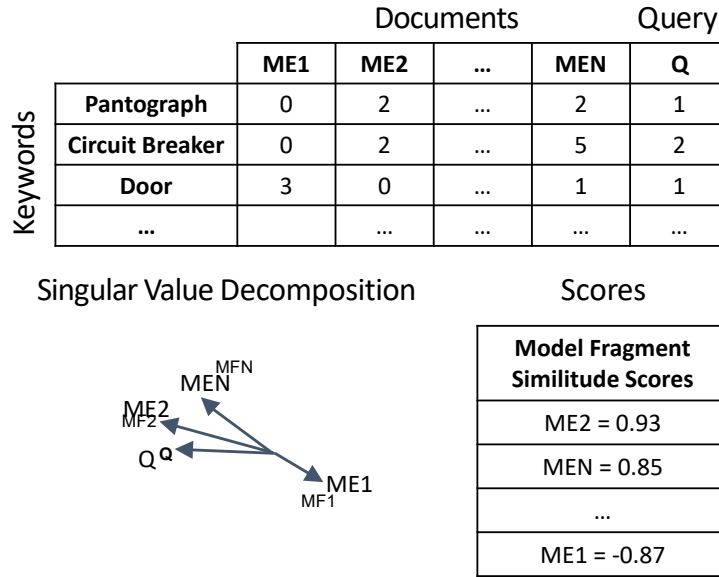 Documents Query
ME1 ME2 ... MEN Q
Keywords
Pantograph 0 2 ... 2 1
Circuit Breaker 0 2 ... 5 2
Door 3 0 ... 1 1
... ... ... ... ...
Singular Value Decomposition
MFN
MEN
ME2
MF2
Q Q
ME1
MF1
Scores
Model Fragment
Similitude Scores
ME2 = 0.93
MEN = 0.85
...
ME1 = -0.87